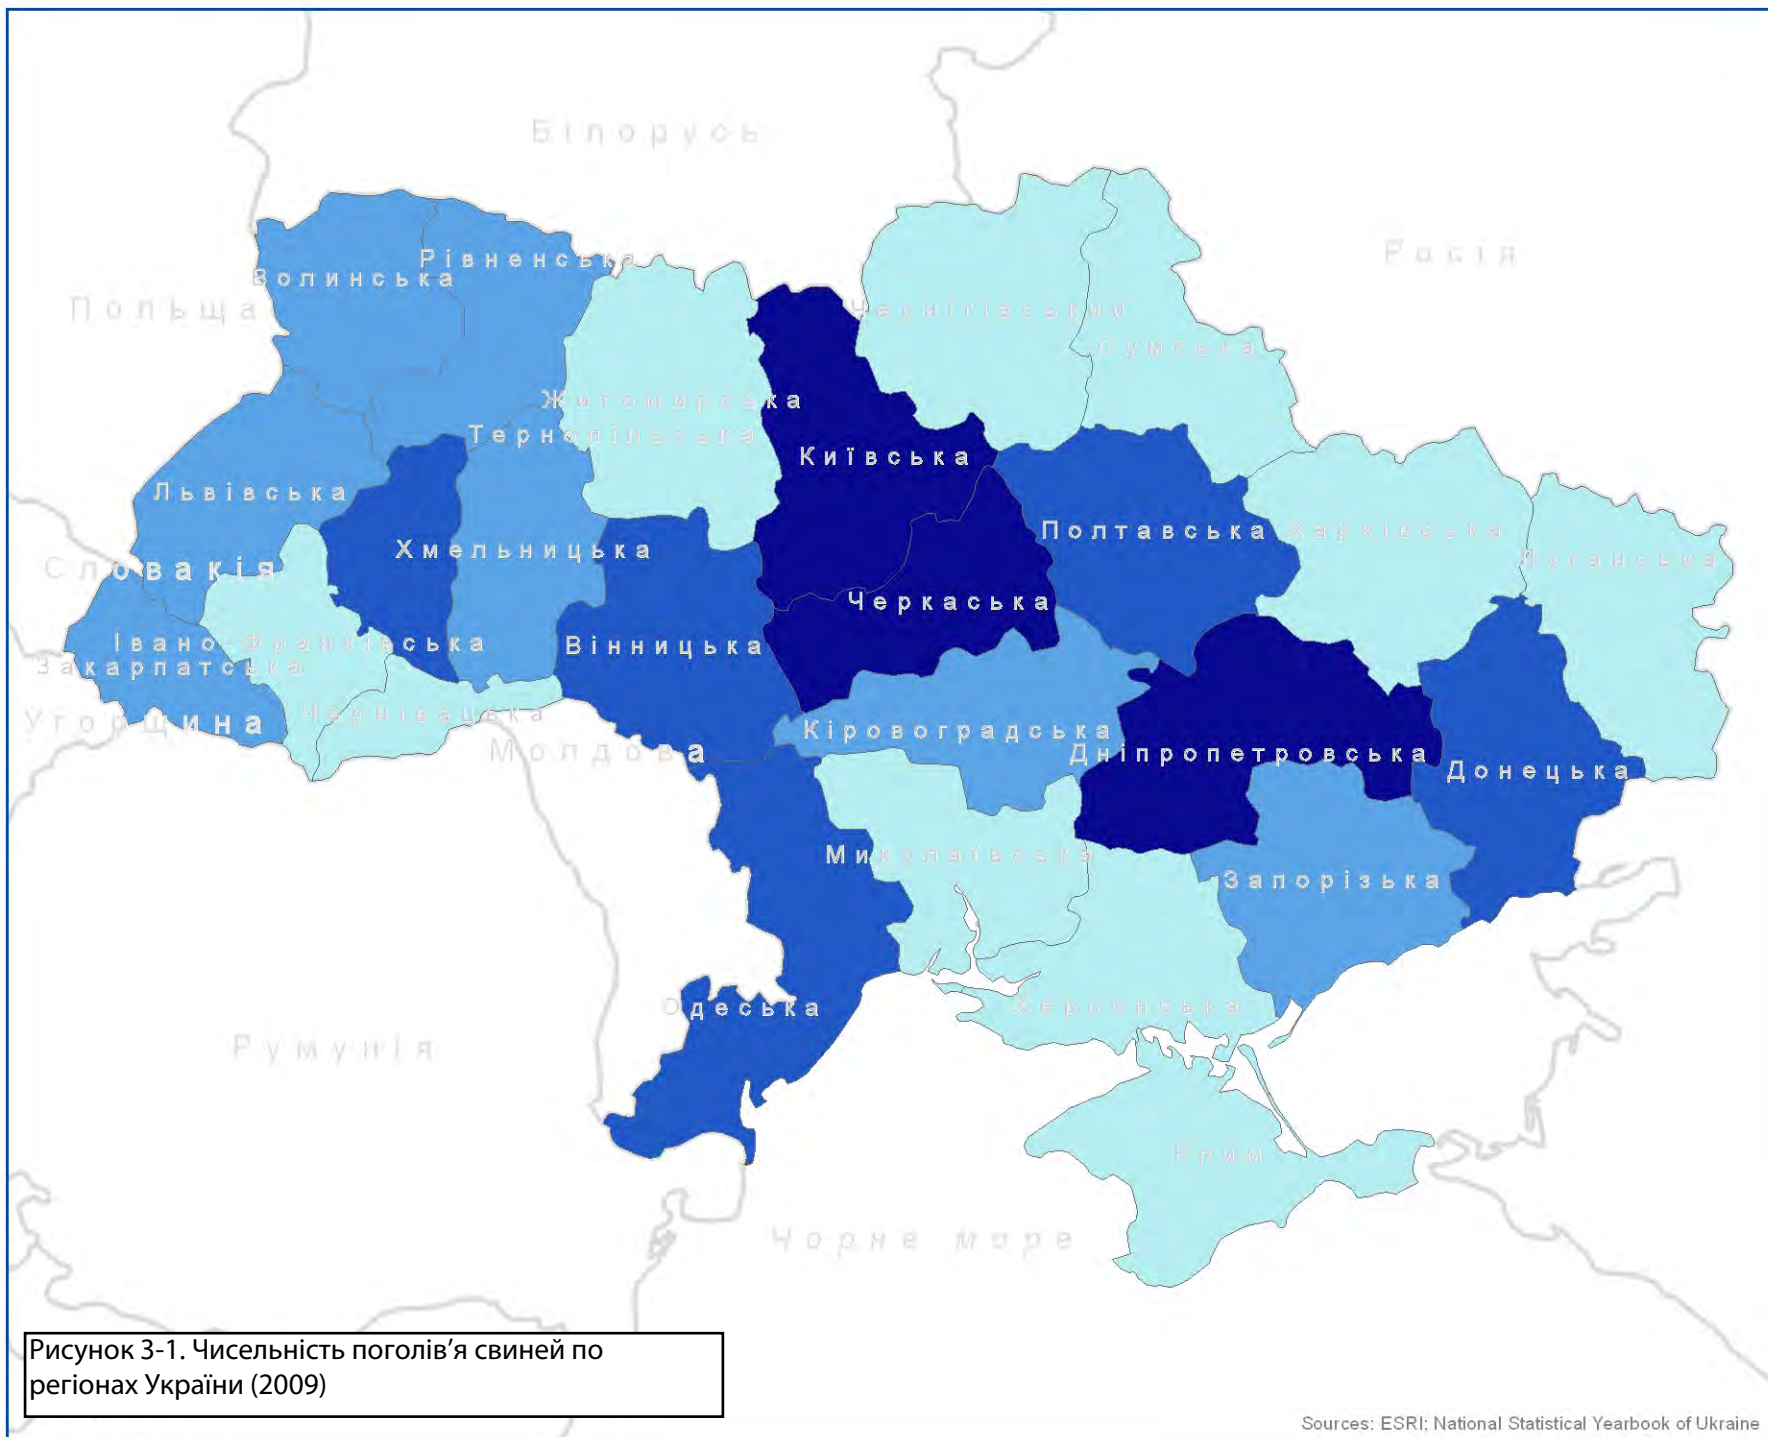 Білорусь
Росія
Рівненська
Волинська
Польща
Чернігівський
Сумська
Житомирська
Тернопільська
Київська
Львівська
Полтавська
Харківська
Хмельницька
Луганська
Словакія
Черкаська
Івано-Франківська
Вінницька
Закарпатська
Чернівецька
Угорщина
Кіровоградська
Молдова
Дніпропетровська
Донецька
Миколаївська
Запорізька
Одеська
Херсонська
Румунія
Крим
Чорне море
Рисунок 3-1. Чисельність поголів’я свиней по
регіонах України (2009)
Sources: ESRI; National Statistical Yearbook of Ukraine